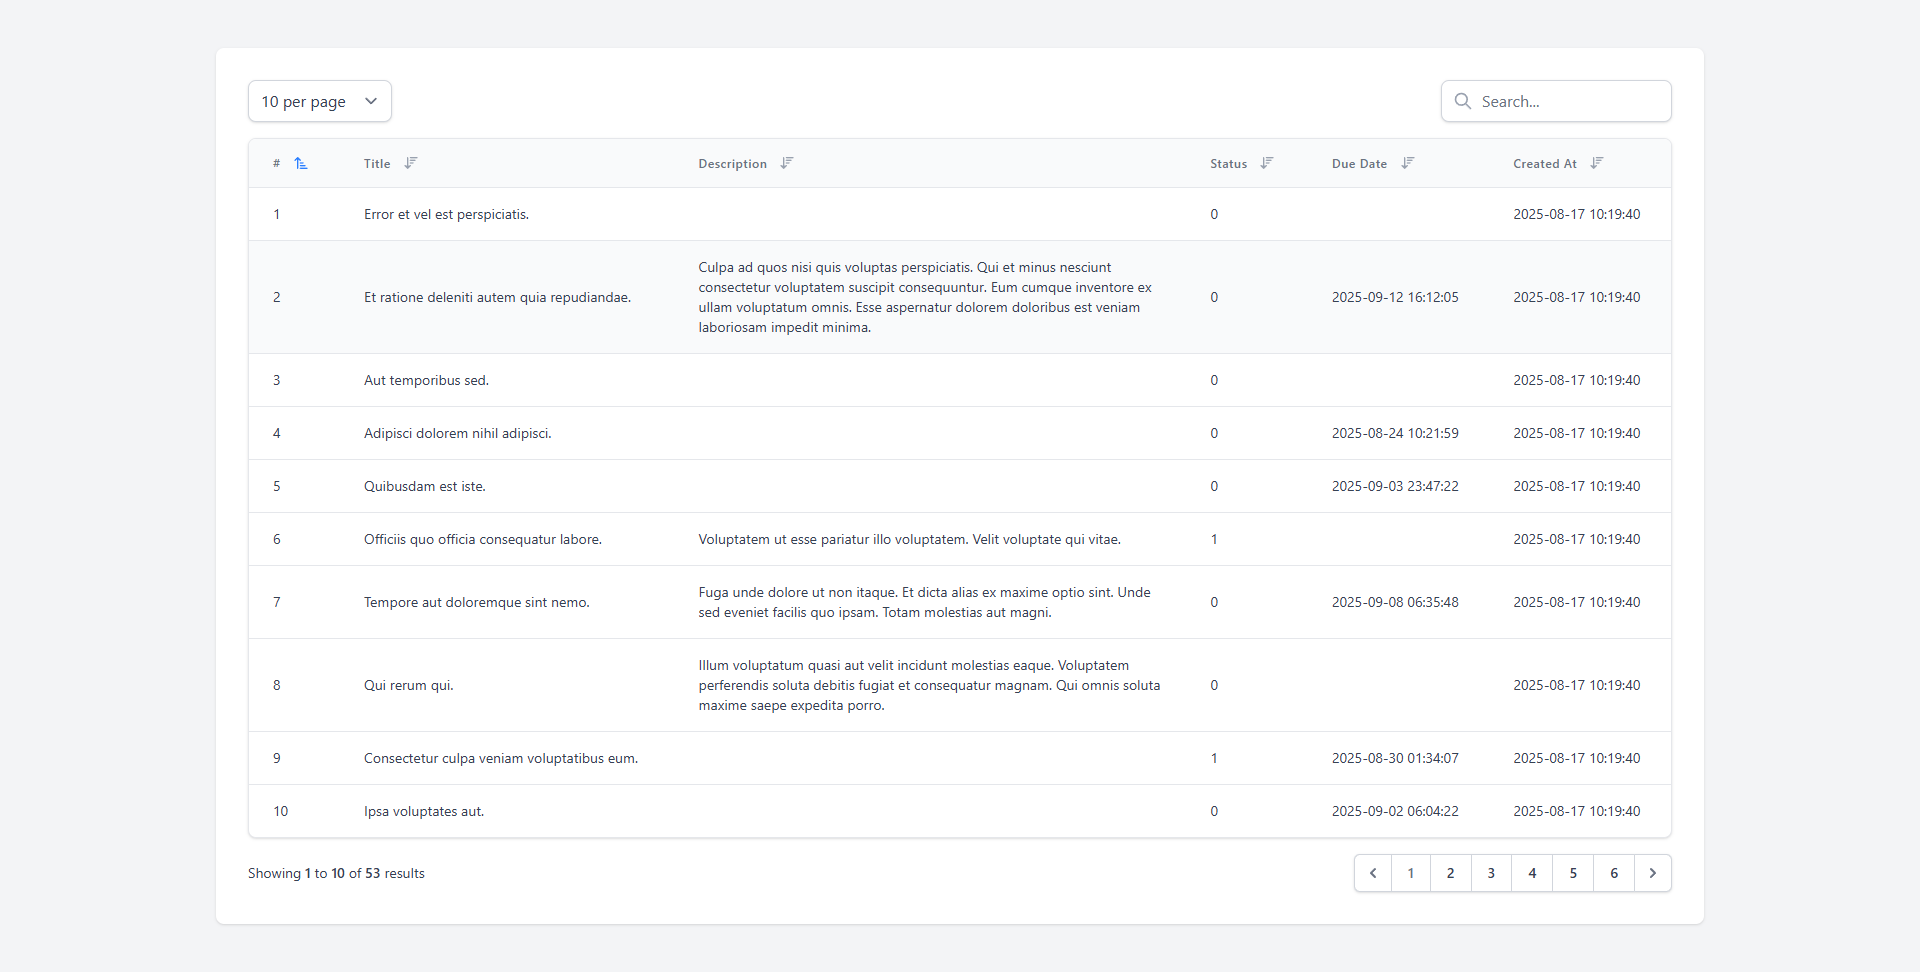 10 per page
Search...
# Title Description Status Due Date Created At
1 Error et vel est perspiciatis. 0 2025-08-17 10:19:40
2 Et ratione deleniti autem quia repudiandae. Culpa ad quos nisi quis voluptas perspiciatis. Qui et minus nesciunt
consectetur voluptatem suscipit consequuntur. Eum cumque inventore ex
ullam voluptatum omnis. Esse aspernatur dolorem doloribus est veniam
laboriosam impedit minima. 0 2025-09-12 16:12:05 2025-08-17 10:19:40
3 Aut temporibus sed. 0 2025-08-17 10:19:40
4 Adipisci dolorem nihil adipisci. 0 2025-08-24 10:21:59 2025-08-17 10:19:40
5 Quibusdam est iste. 0 2025-09-03 23:47:22 2025-08-17 10:19:40
6 Officiis quo officia consequatur labore. Voluptatem ut esse pariatur illo voluptatem. Velit voluptate qui vitae. 1 2025-08-17 10:19:40
7 Tempore aut doloremque sint nemo. Fuga unde dolore ut non itaque. Et dicta alias ex maxime optio sint. Unde
sed eveniet facilis quo ipsam. Totam molestias aut magni. 0 2025-09-08 06:35:48 2025-08-17 10:19:40
8 Qui rerum qui. Illum voluptatum quasi aut velit incidunt molestias eaque. Voluptatem
perferendis soluta debitis fugiat et consequatur magnam. Qui omnis soluta
maxime saepe expedita porro. 0 2025-08-17 10:19:40
9 Consectetur culpa veniam voluptatibus eum. 1 2025-08-30 01:34:07 2025-08-17 10:19:40
10 Ipsa voluptates aut. 0 2025-09-02 06:04:22 2025-08-17 10:19:40
Showing 1 to 10 of 53 results
1 2 3 4 5 6